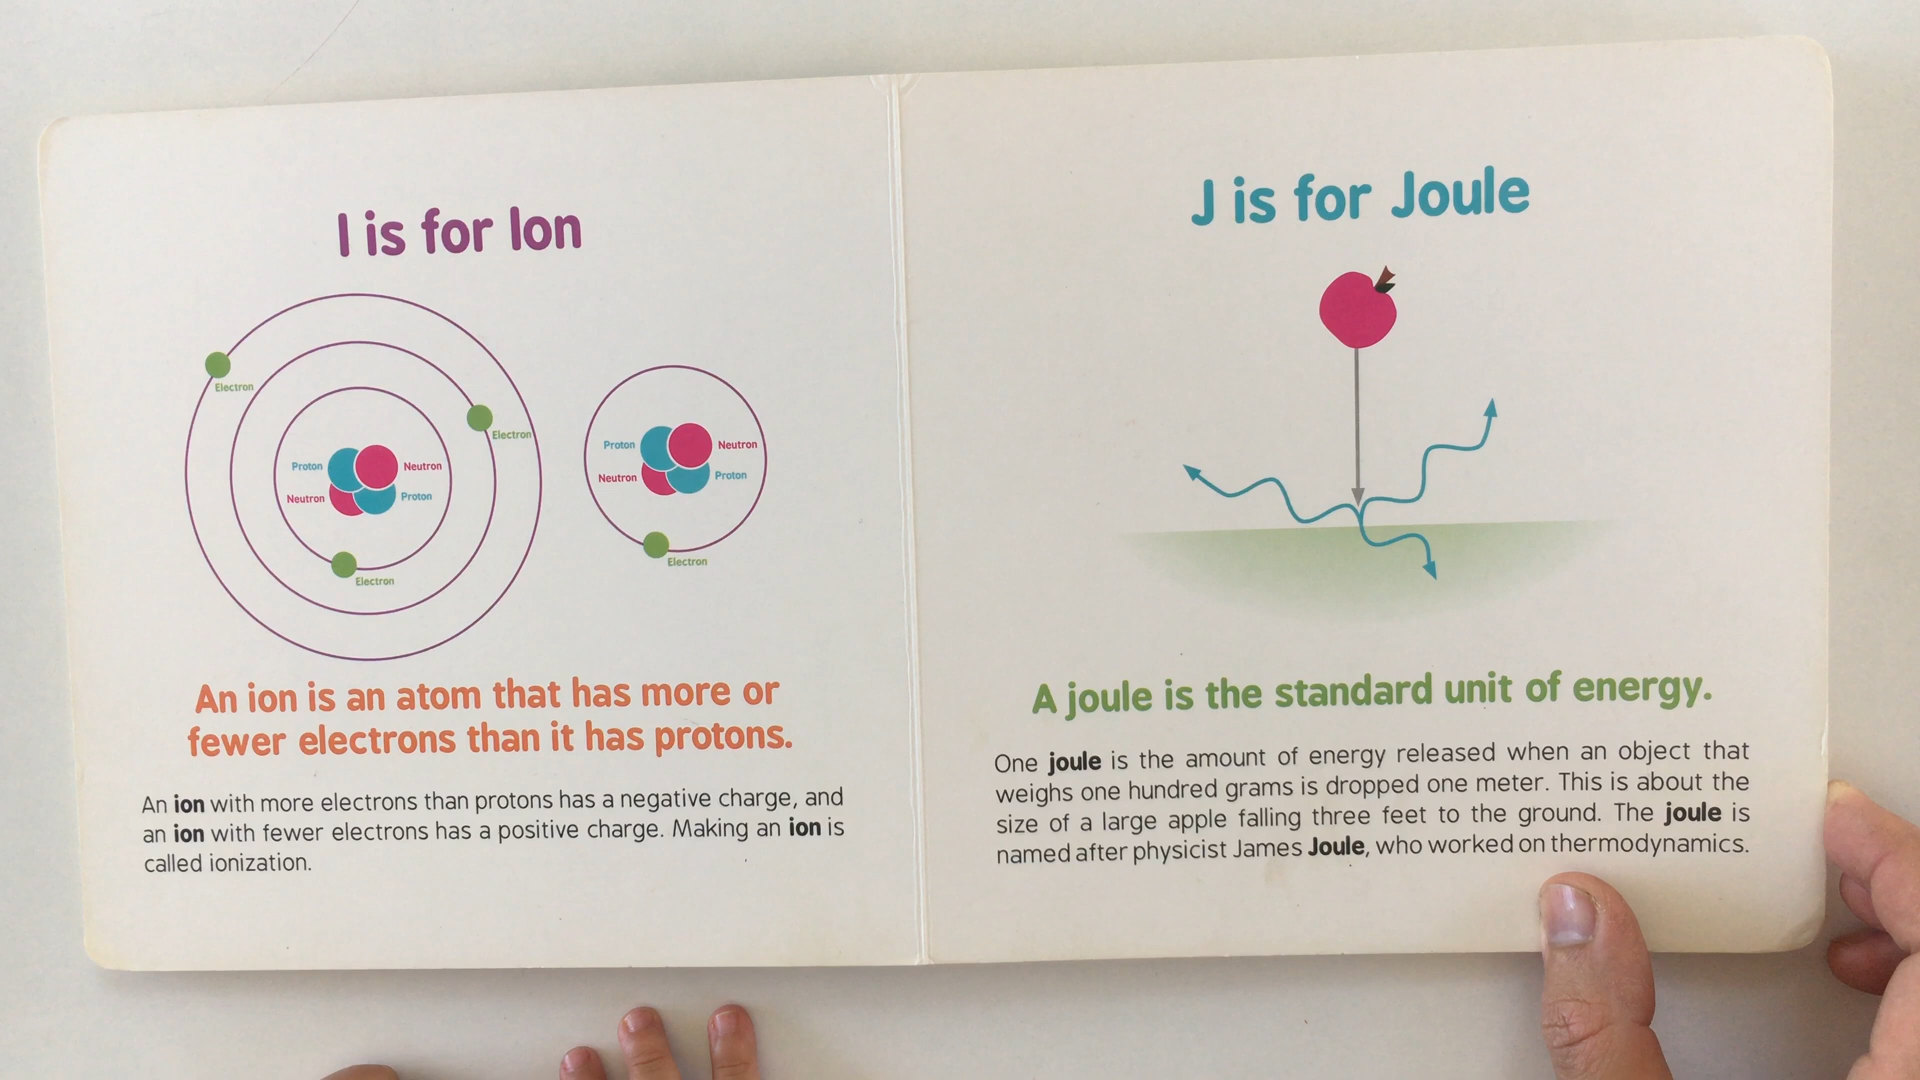 I is for Ion
Electron
Electron
Proton
Neutron
Neutron
Proton
Electron
Proton
Neutron
Neutron
Proton
Electron
An ion is an atom that has more or
fewer electrons than it has protons.
An ion with more electrons than protons has a negative charge, and
an ion with fewer electrons has a positive charge. Making an ion is
called ionization.
J is for Joule
A joule is the standard unit of energy.
One joule is the amount of energy released when an object that
weighs one hundred grams is dropped one meter. This is about the
size of a large apple falling three feet to the ground. The joule is
named after physicist James Joule, who worked on thermodynamics.